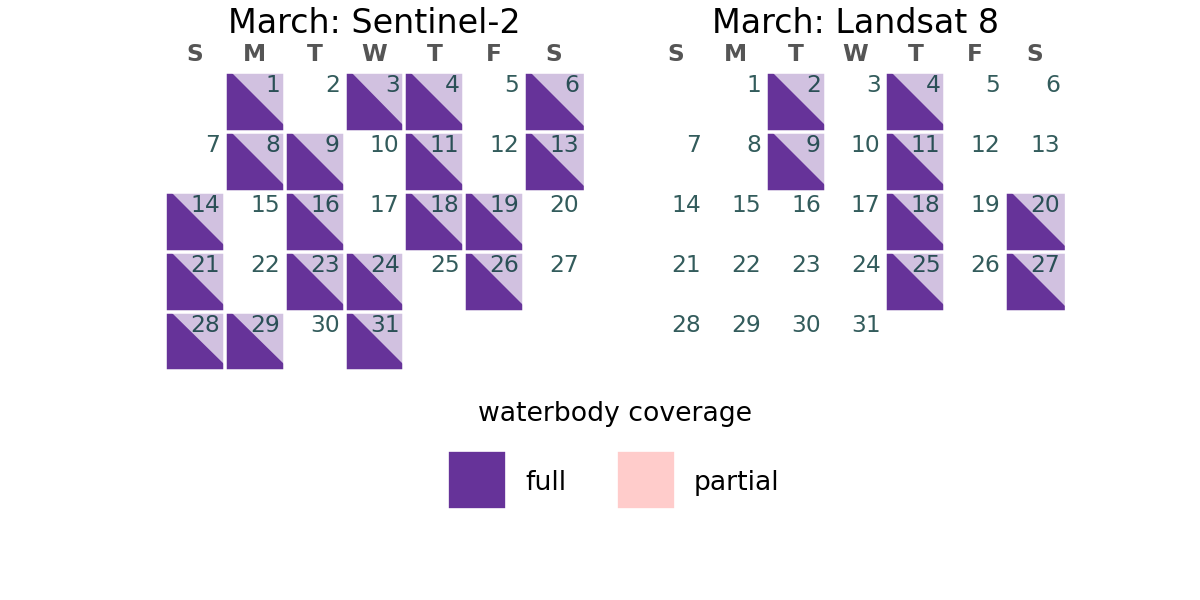 March: Sentinel-2
S M T W T F S
1 2 3 4 5 6
7 8 9 10 11 12 13
14 15 16 17 18 19 20
21 22 23 24 25 26 27
28 29 30 31
March: Landsat 8
S M T W T F S
1 2 3 4 5 6
7 8 9 10 11 12 13
14 15 16 17 18 19 20
21 22 23 24 25 26 27
28 29 30 31
waterbody coverage
full partial